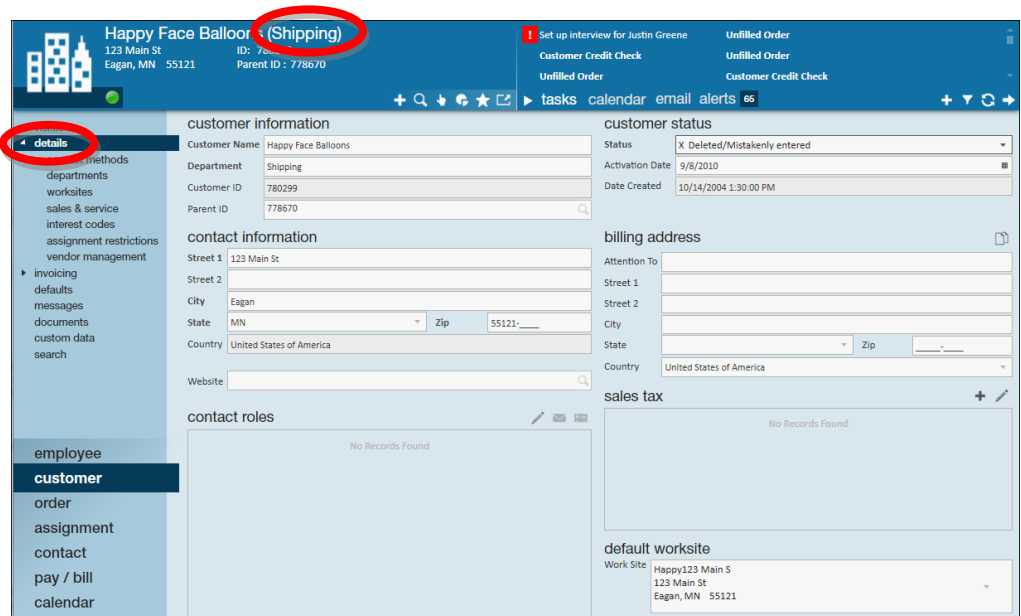 Happy Face Balloons (Shipping)
123 Main St ID:
Eagan, MN 55121 Parent ID : 778670
! Set up interview for Justin Greene Unfilled Order
Customer Credit Check Unfilled Order
Unfilled Order Customer Credit Check
tasks calendar email alerts 65
details
methods
departments
worksites
sales & service
interest codes
assignment restrictions
vendor management
invoicing
defaults
messages
documents
custom data
search
employee
customer
order
assignment
contact
pay / bill
calendar
customer information
Customer Name Happy Face Balloons
Department Shipping
Customer ID 780299
Parent ID 778670
contact information
Street 1 123 Main St
Street 2
City Eagan
State MN Zip 55121-____
Country United States of America
Website
contact roles
No Records Found
customer status
Status X Deleted/Mistakenly entered
Activation Date 9/8/2010
Date Created 10/14/2004 1:30:00 PM
billing address
Attention To
Street 1
Street 2
City
State Zip _____-____
Country United States of America
sales tax
No Records Found
default worksite
Work Site Happy123 Main S
123 Main St
Eagan, MN 55121